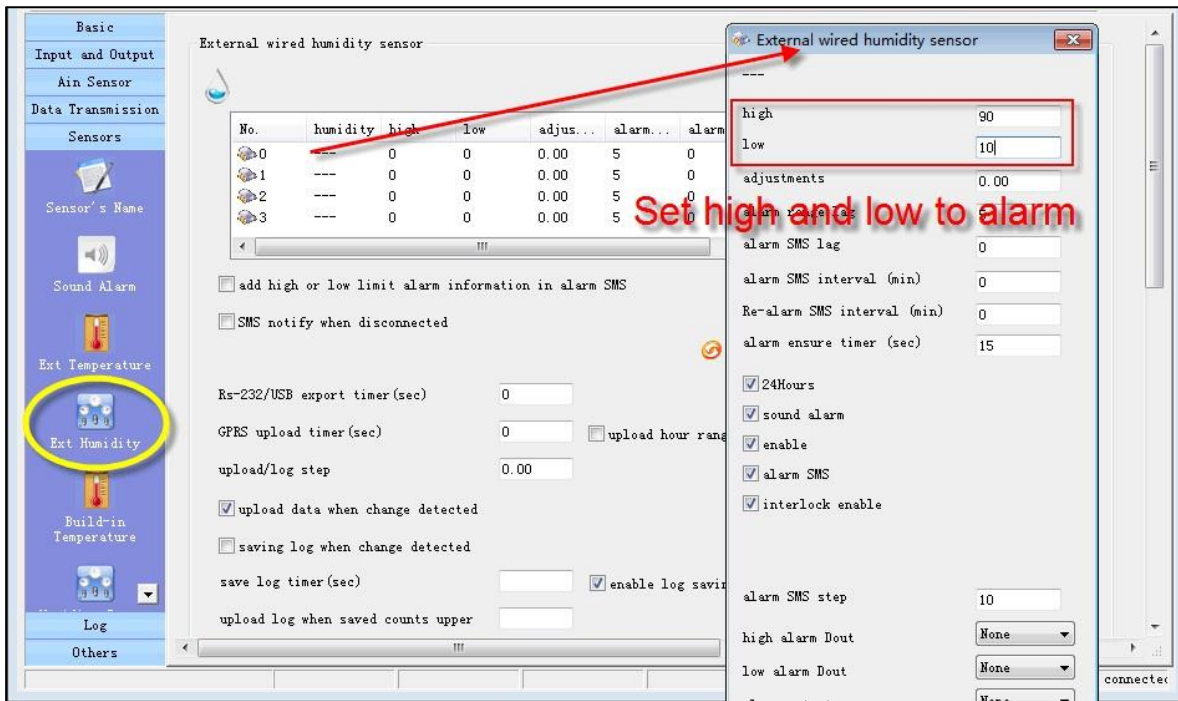 Basic
Input and Output
Ain Sensor
Data Transmission
Sensors
Sensor's Name
Sound Alarm
Ext Temperature
Ext Humidity
Build-in
Temperature
Log
Others
External wired humidity sensor
No. humidity high low adjus... alarm... alarm
0 --- 0 0 0.00 5 0
1 --- 0 0 0.00 5 0
2 --- 0 0 0.00 5 0
3 --- 0 0 0.00 5 0
add high or low limit alarm information in alarm SMS
SMS notify when disconnected
Rs-232/USB export timer(sec) 0
GPRS upload timer(sec) 0 upload hour rang
upload/log step 0.00
upload data when change detected
saving log when change detected
save log timer(sec) enable log savin
upload log when saved counts upper
External wired humidity sensor
---
high 90
low 10
adjustments 0.00
Set high and low to alarm
alarm range lag 5
alarm SMS lag 0
alarm SMS interval (min) 0
Re-alarm SMS interval (min) 0
alarm ensure timer (sec) 15
24Hours
sound alarm
enable
alarm SMS
interlock enable
alarm SMS step 10
high alarm Dout None
low alarm Dout None
None
connected